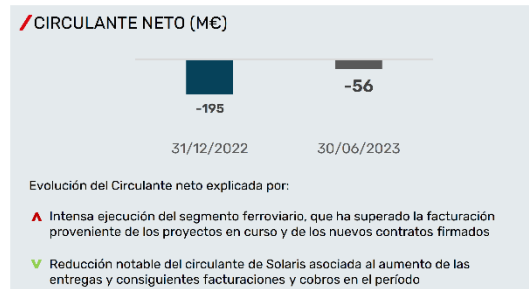 CIRCULANTE NETO (M€)
-195
-56
31/12/2022 30/06/2023
Evolución del Circulante neto explicada por:
Intensa ejecución del segmento ferroviario, que ha superado la facturación
proveniente de los proyectos en curso y de los nuevos contratos firmados
Reducción notable del circulante de Solaris asociada al aumento de las
entregas y consiguientes facturaciones y cobros en el período